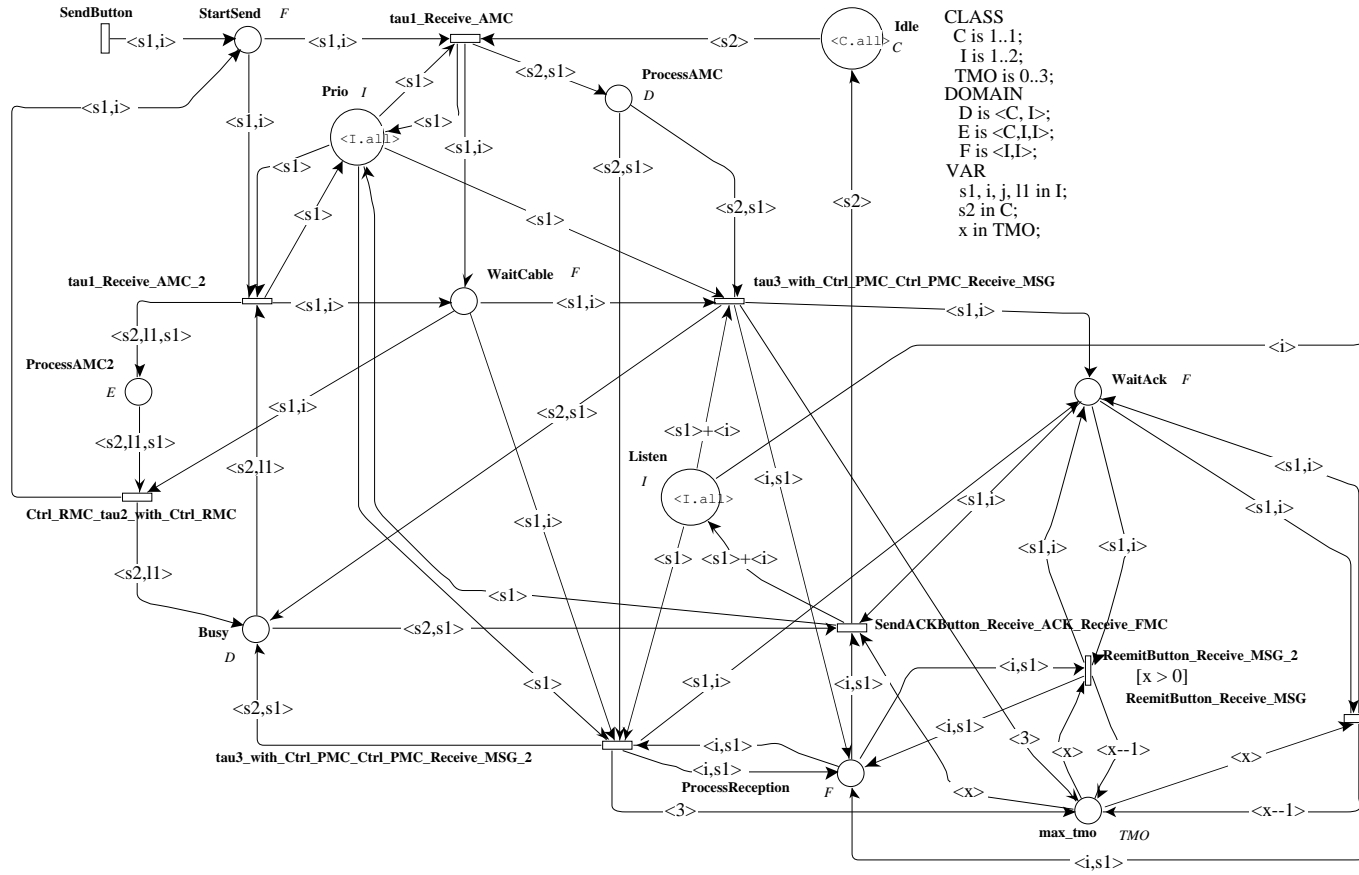 SendButton
StartSend
F
tau1_Receive_AMC
Idle
<C.all>
C
CLASS
C is 1..1;
I is 1..2;
TMO is 0..3;
DOMAIN
D is <C, I>;
E is <C,I,I>;
F is <I,I>;
VAR
s1, i, j, l1 in I;
s2 in C;
x in TMO;
<s1,i>
<s1,i>
<s2>
<s2,s1>
ProcessAMC
D
<s1>
Prio
I
<I.all>
<s1>
<s1,i>
<s1,i>
<s1,i>
<s1>
<s2,s1>
<s2,s1>
<s2>
<s1>
<s1>
tau1_Receive_AMC_2
WaitCable
F
tau3_with_Ctrl_PMC_Ctrl_PMC_Receive_MSG
<s1,i>
<s1,i>
<s1,i>
<s2,l1,s1>
<i>
ProcessAMC2
E
WaitAck
F
<s1,i>
<s2,s1>
<s2,l1,s1>
<s1>+<i>
<s2,l1>
Listen
I
<I.all>
<i,s1>
<s1,i>
<s1,i>
<s1,i>
Ctrl_RMC_tau2_with_Ctrl_RMC
<s1,i>
<s1,i>
<s1,i>
<s1>
<s1>+<i>
<s2,l1>
<s1>
Busy
D
<s2,s1>
SendACKButton_Receive_ACK_Receive_FMC
ReemitButton_Receive_MSG_2
[x > 0]
ReemitButton_Receive_MSG
<i,s1>
<s1>
<s1,i>
<i,s1>
<s2,s1>
<i,s1>
<3>
<x>
<x--1>
<x>
<i,s1>
tau3_with_Ctrl_PMC_Ctrl_PMC_Receive_MSG_2
<i,s1>
ProcessReception
F
<x>
<3>
<x--1>
max_tmo
TMO
<i,s1>